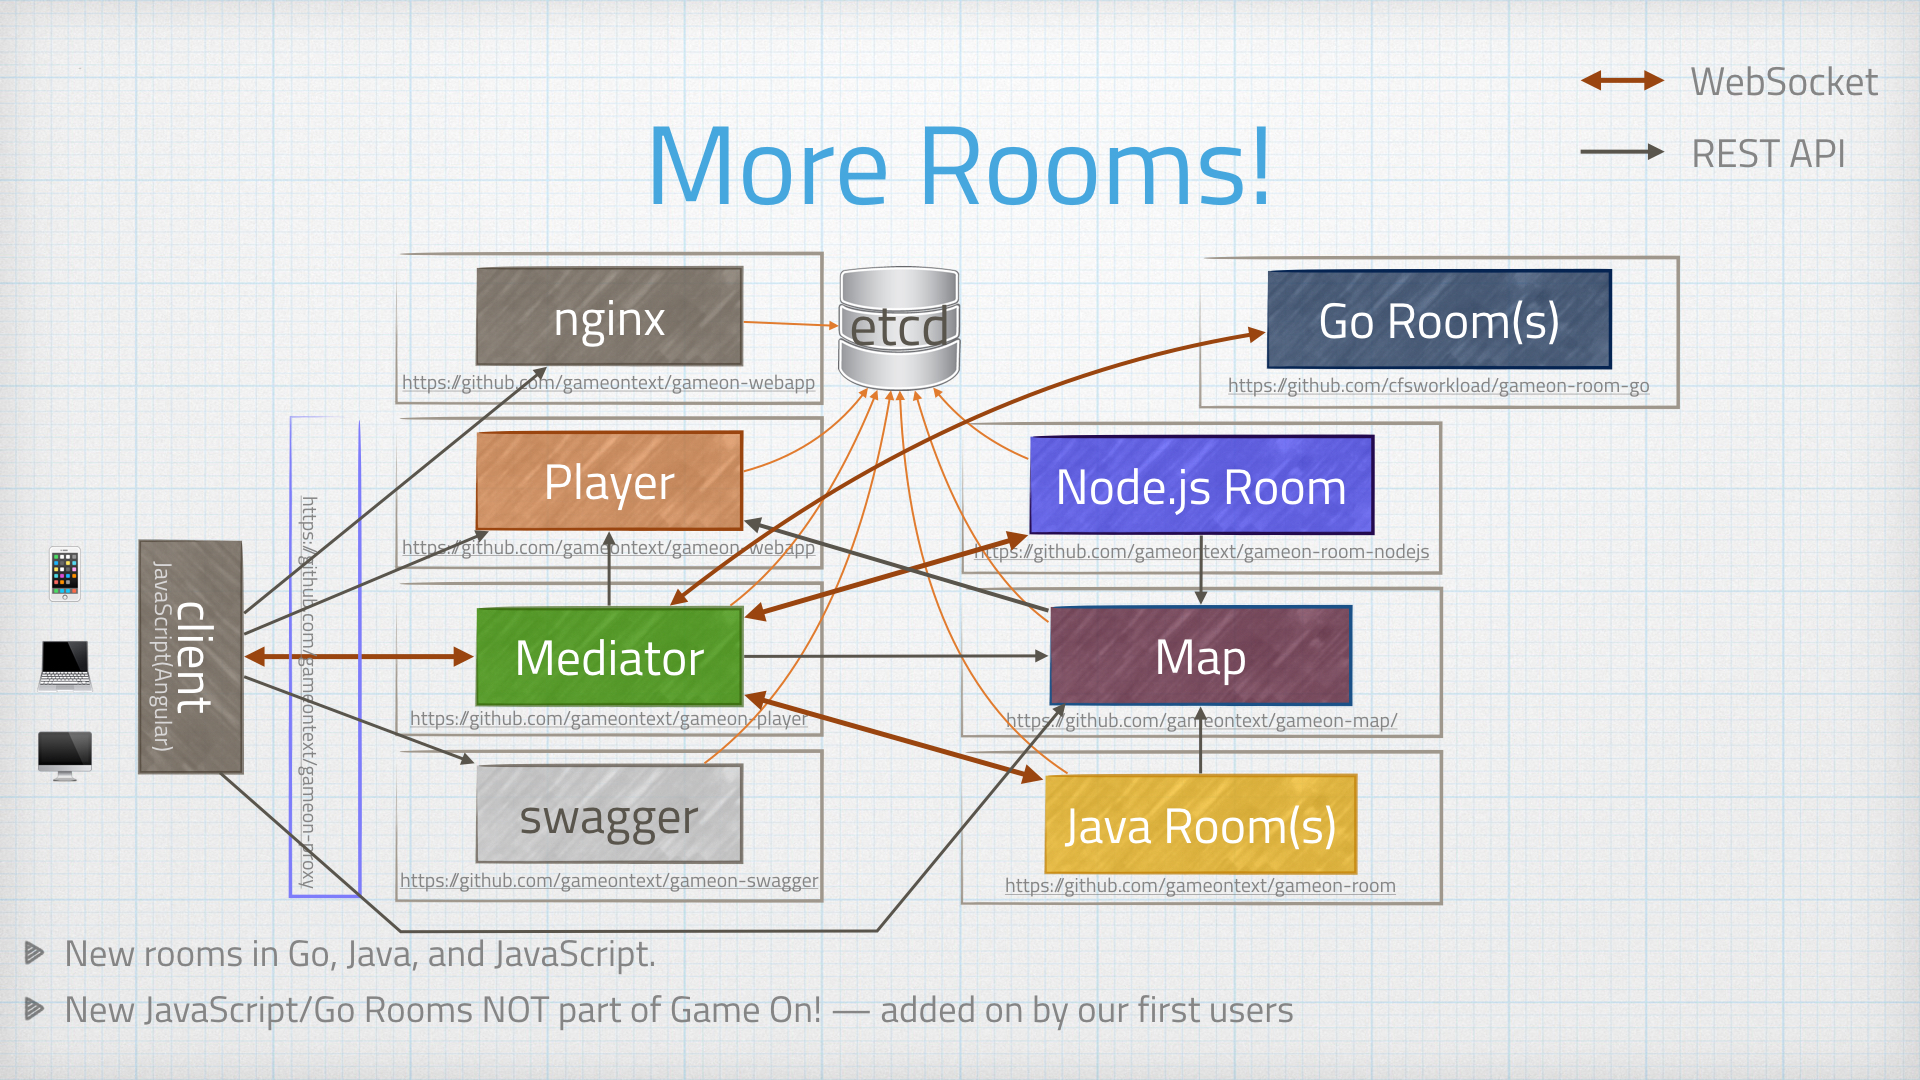 WebSocket
REST API
More Rooms!
nginx
https://github.com/gameontext/gameon-webapp
etcd
Go Room(s)
https://github.com/cfsworkload/gameon-room-go
Player
https://github.com/gameontext/gameon-webapp
Node.js Room
https://github.com/gameontext/gameon-room-nodejs
client
JavaScript(Angular)
https://github.com/gameontext/gameon-proxy
Mediator
https://github.com/gameontext/gameon-player
Map
https://github.com/gameontext/gameon-map/
swagger
https://github.com/gameontext/gameon-swagger
Java Room(s)
https://github.com/gameontext/gameon-room
New rooms in Go, Java, and JavaScript.
New JavaScript/Go Rooms NOT part of Game On! — added on by our first users